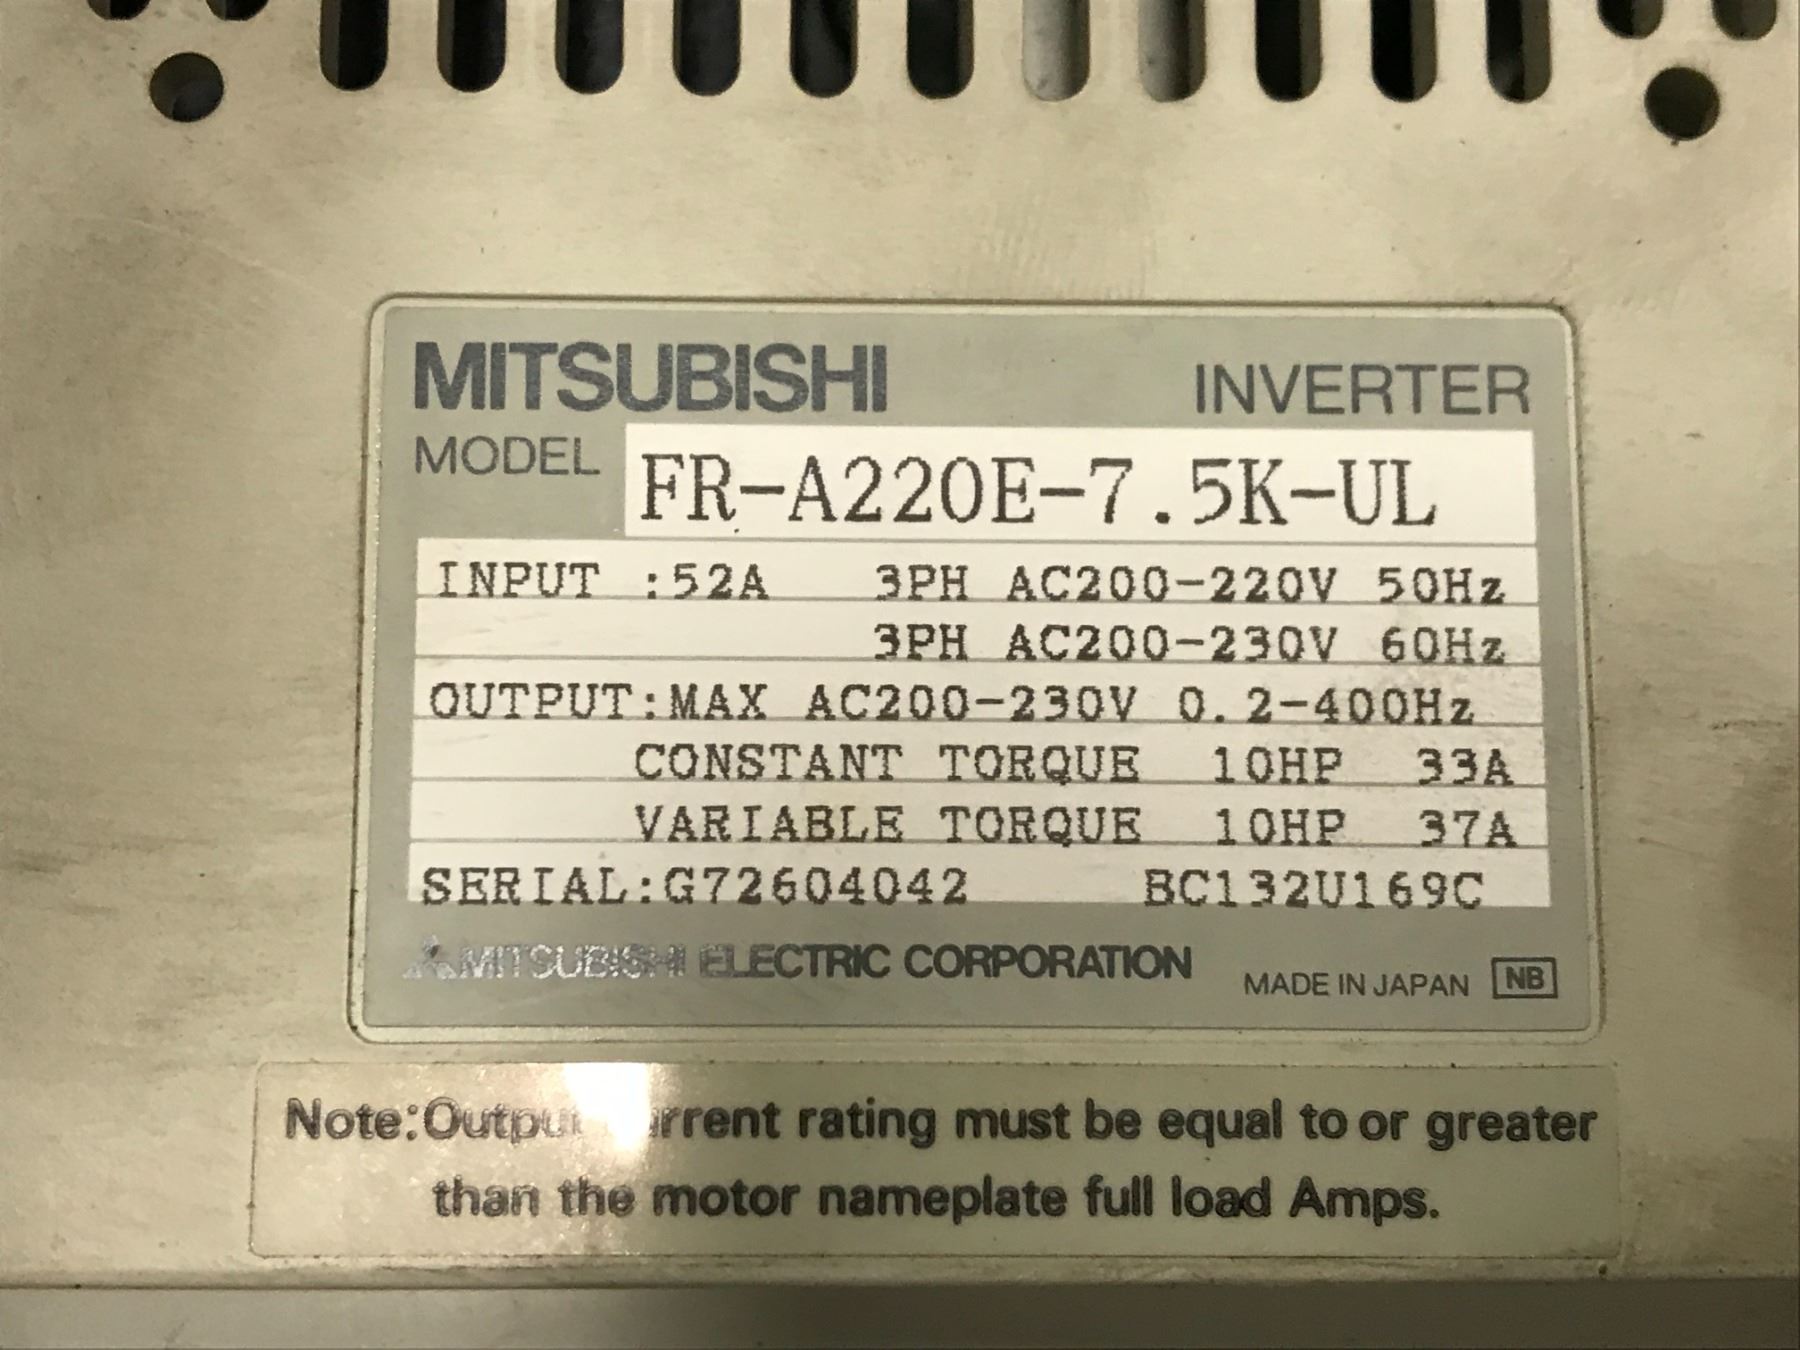 MITSUBISHI INVERTER
MODEL FR-A220E-7.5K-UL
INPUT :52A 3PH AC200-220V 50Hz
3PH AC200-230V 60Hz
OUTPUT:MAX AC200-230V 0.2-400Hz
CONSTANT TORQUE 10HP 33A
VARIABLE TORQUE 10HP 37A
SERIAL:G72604042 BC132U169C
MITSUBISHI ELECTRIC CORPORATION MADE IN JAPAN NB
Note:Output current rating must be equal to or greater
than the motor nameplate full load Amps.